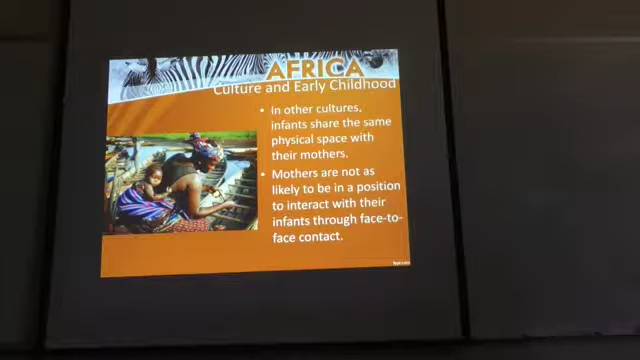 AFRICA
Culture and Early Childhood
• In other cultures,
infants share the same
physical space with
their mothers.
• Mothers are not as
likely to be in a position
to interact with their
infants through face-to-
face contact.